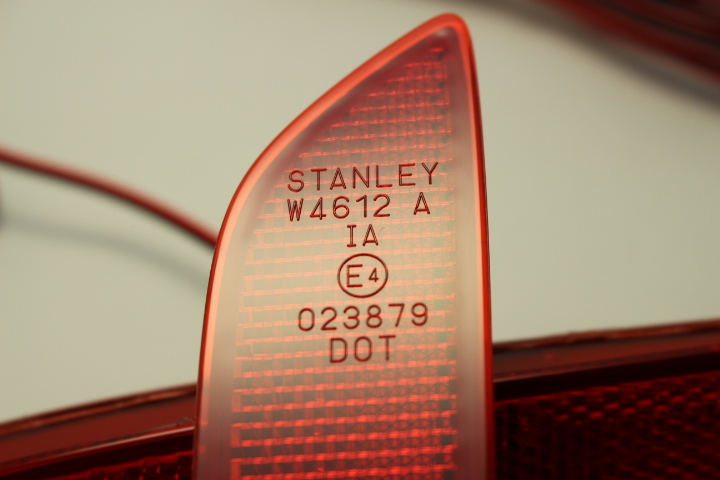 STANLEY
W4612 A
IA
E4
023879
DOT